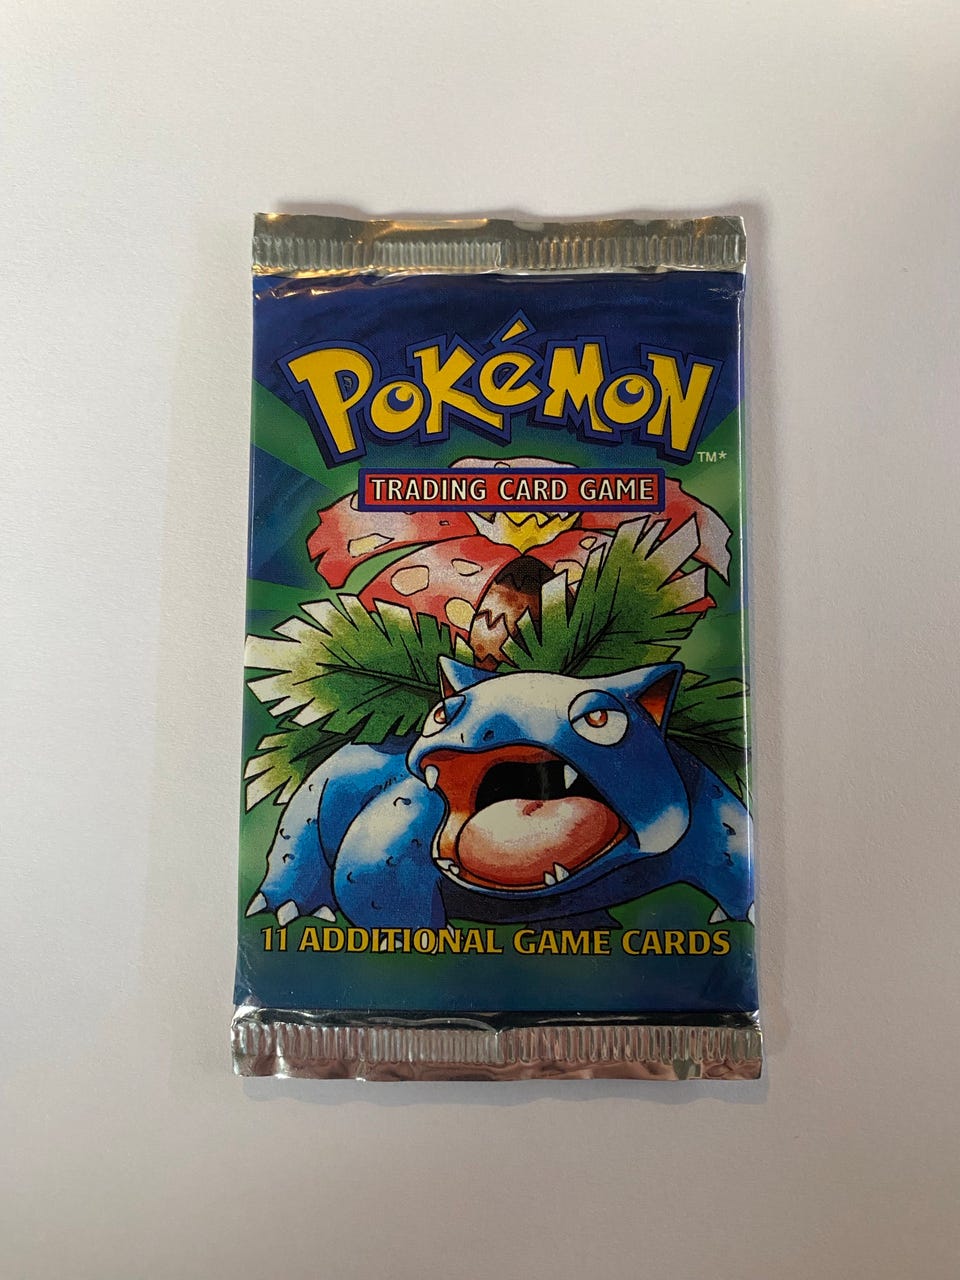 POKéMON
TM*
TRADING CARD GAME
11 ADDITIONAL GAME CARDS